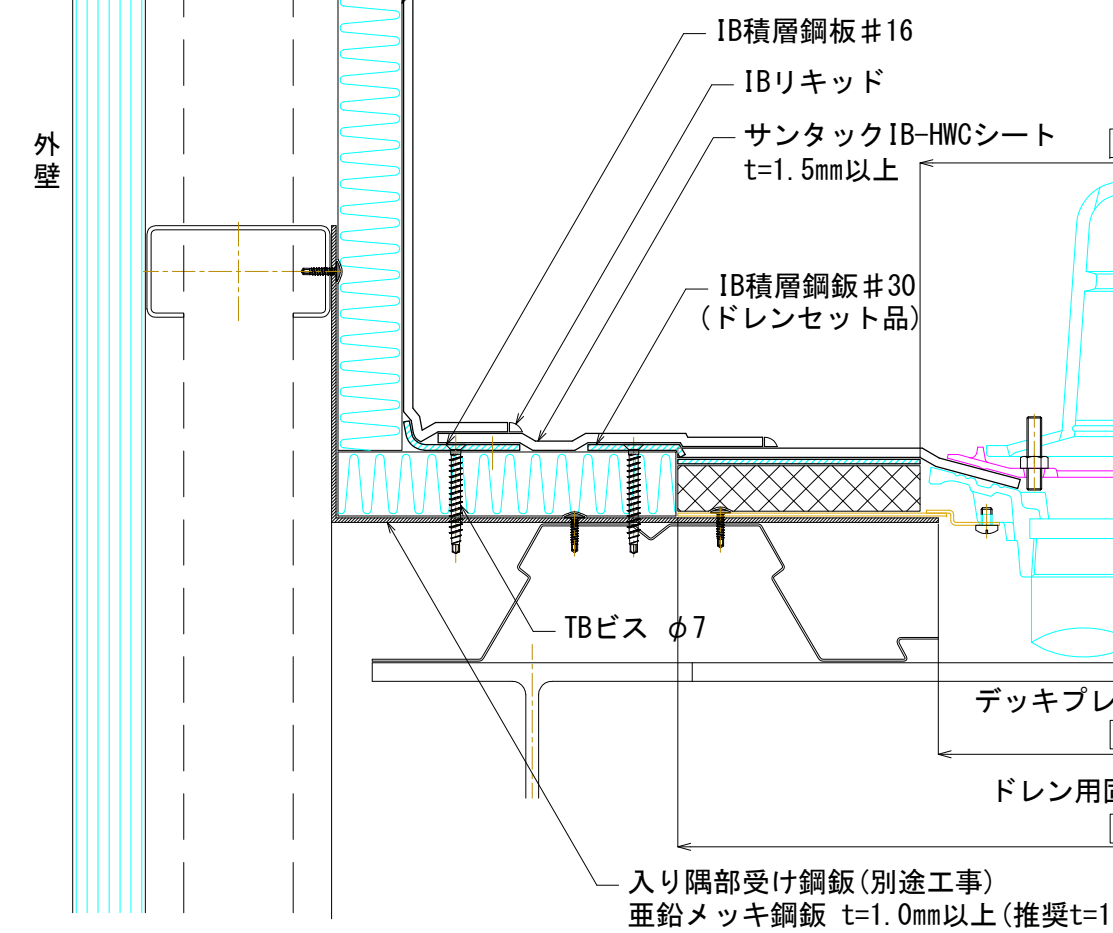 IB積層鋼板♯16
IBリキッド
外壁
サンタックIB-HWCシート
t=1.5mm以上
IB積層鋼鈑♯30
(ドレンセット品)
TBビス φ7
デッキプレ
ドレン用
入り隅部受け鋼鈑(別途工事)
亜鉛メッキ鋼鈑 t=1.0mm以上(推奨t=1